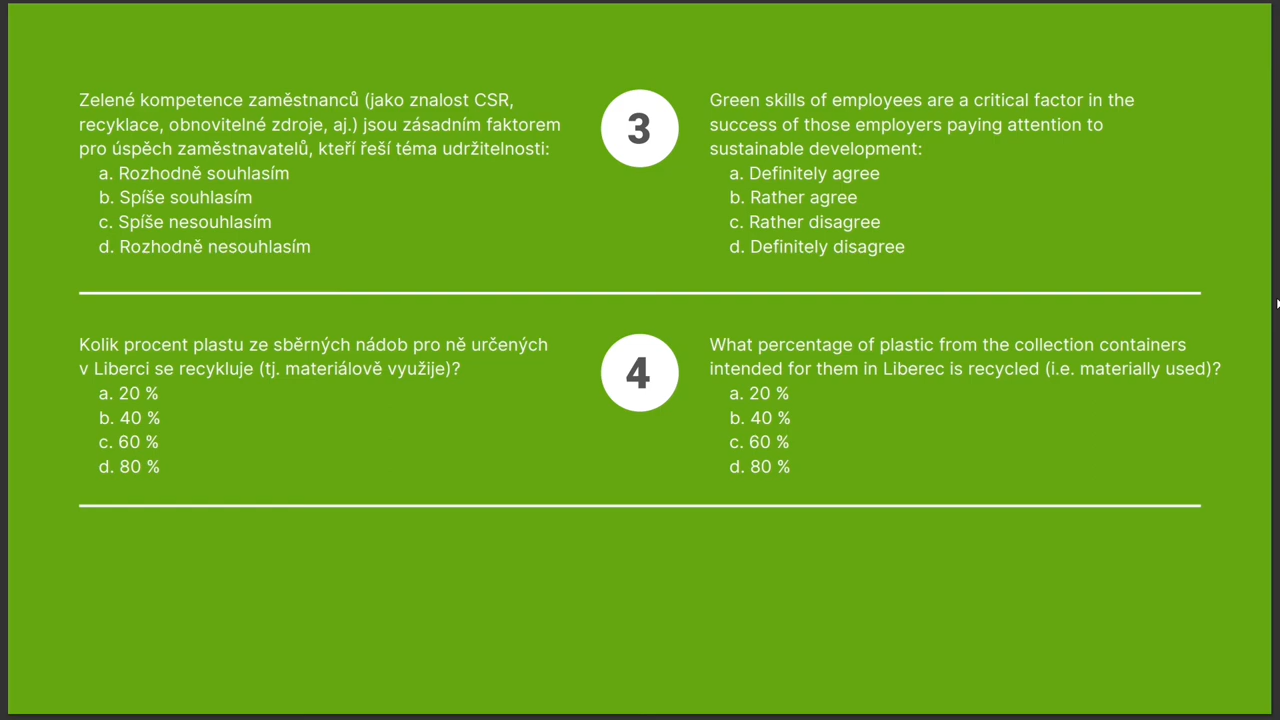 Zelené kompetence zaměstnanců (jako znalost CSR,
recyklace, obnovitelné zdroje, aj.) jsou zásadním faktorem
pro úspěch zaměstnavatelů, kteří řeší téma udržitelnosti:
a. Rozhodně souhlasím
b. Spíše souhlasím
c. Spíše nesouhlasím
d. Rozhodně nesouhlasím
3
Green skills of employees are a critical factor in the
success of those employers paying attention to
sustainable development:
a. Definitely agree
b. Rather agree
c. Rather disagree
d. Definitely disagree
Kolik procent plastu ze sběrných nádob pro ně určených
v Liberci se recykluje (tj. materiálově využije)?
a. 20 %
b. 40 %
c. 60 %
d. 80 %
4
What percentage of plastic from the collection containers
intended for them in Liberec is recycled (i.e. materially used)?
a. 20 %
b. 40 %
c. 60 %
d. 80 %